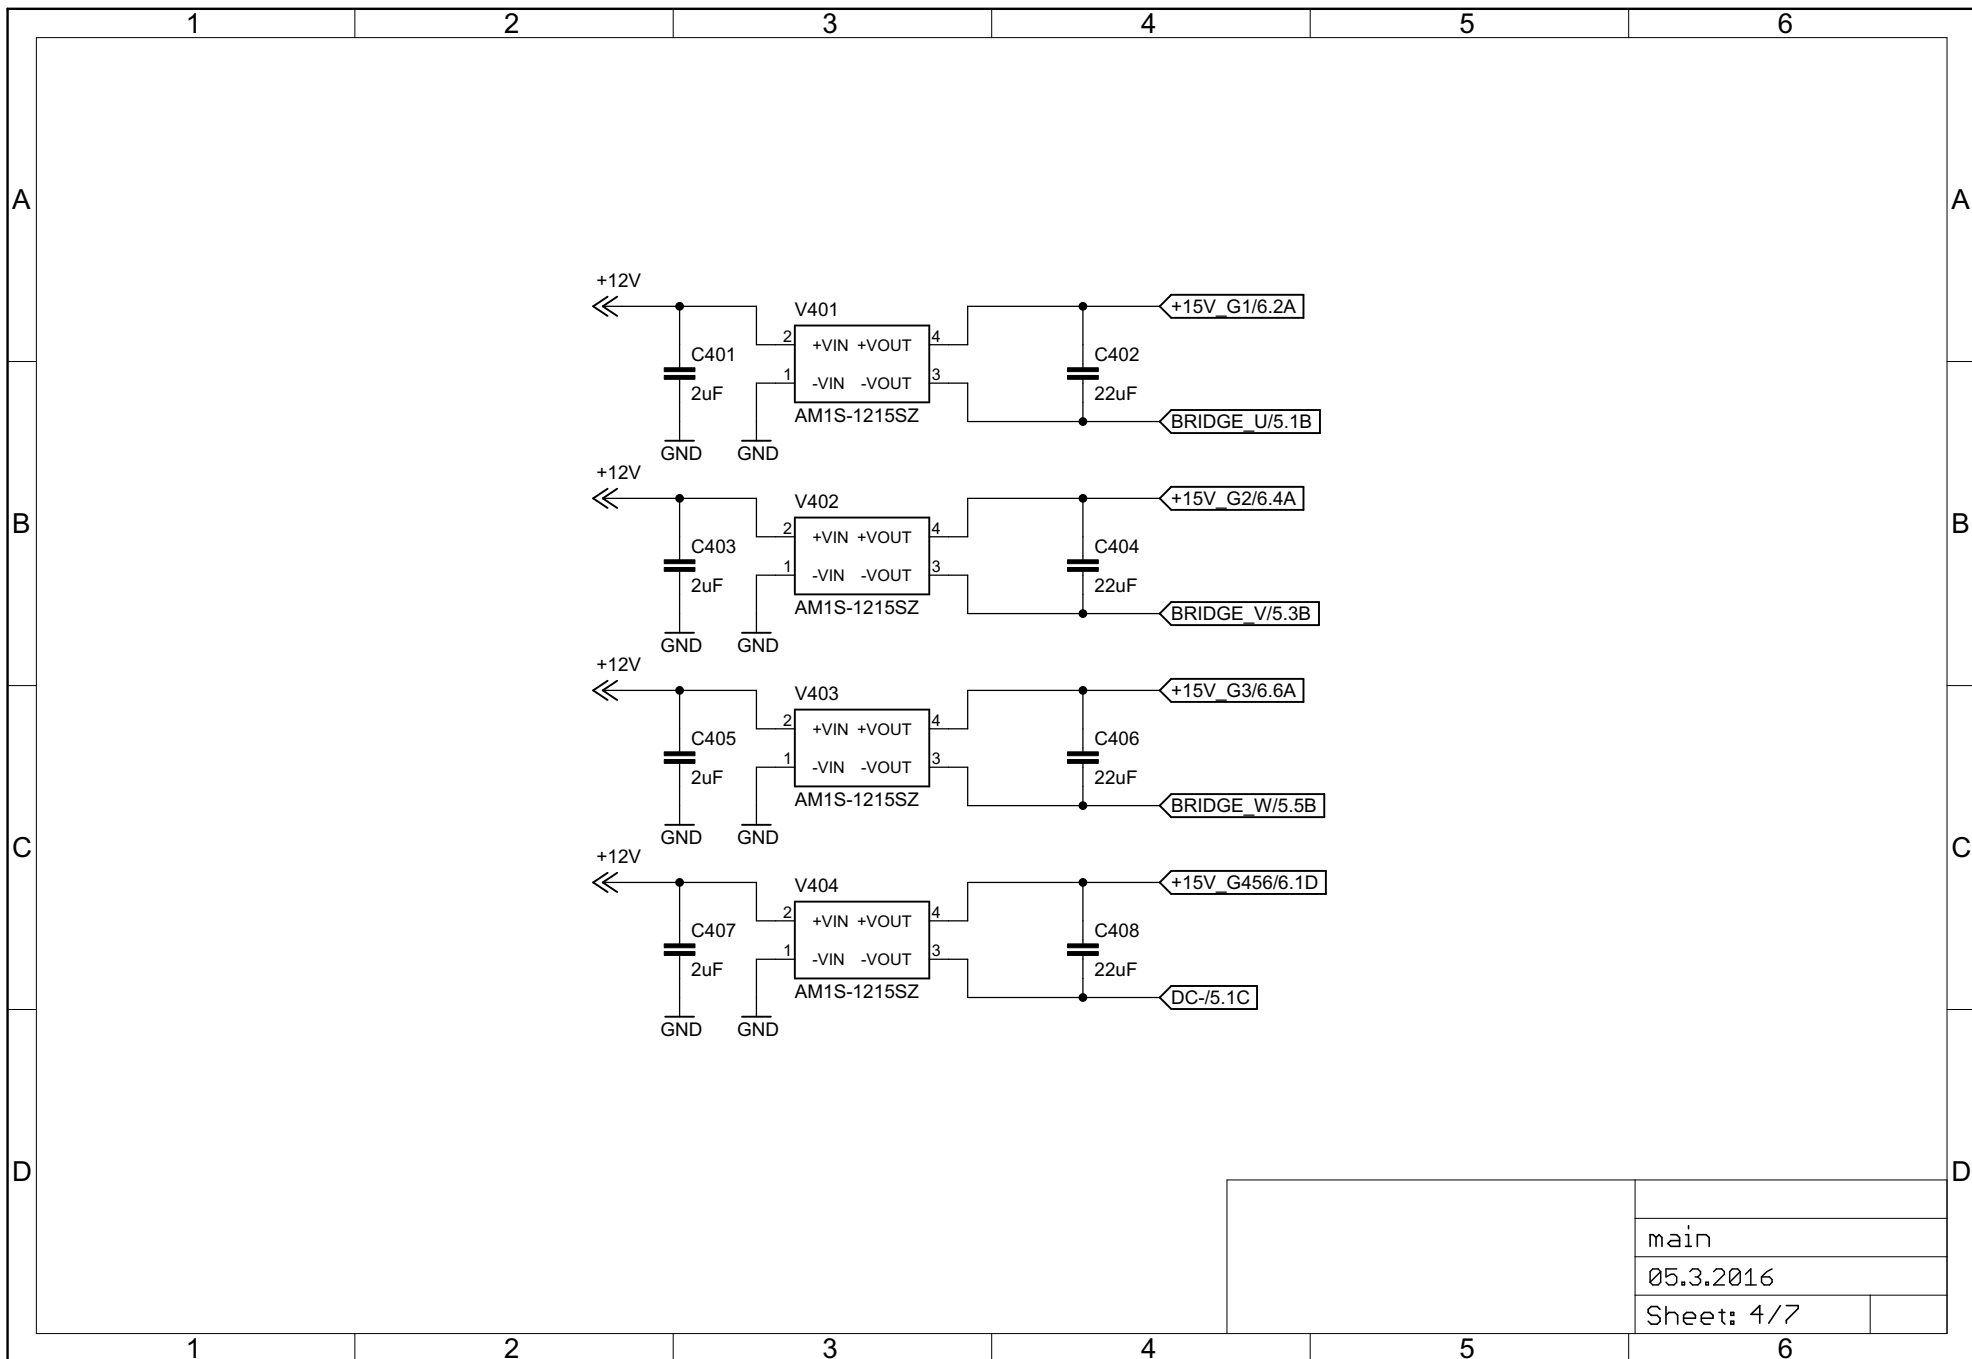 1 2 3 4 5 6
A A
+12V
V401
+15V_G1/6.2A
2 +VIN +VOUT 4
C401
C402
1 -VIN -VOUT 3
2uF
22uF
AM1S-1215SZ
BRIDGE_U/5.1B
GND GND
+12V
V402
+15V_G2/6.4A
B B
2 +VIN +VOUT 4
C403
C404
1 -VIN -VOUT 3
2uF
22uF
AM1S-1215SZ
BRIDGE_V/5.3B
GND GND
+12V
V403
+15V_G3/6.6A
2 +VIN +VOUT 4
C405
C406
1 -VIN -VOUT 3
2uF
22uF
AM1S-1215SZ
BRIDGE_W/5.5B
GND GND
C C
+12V
V404
+15V_G456/6.1D
2 +VIN +VOUT 4
C407
C408
1 -VIN -VOUT 3
2uF
22uF
AM1S-1215SZ
DC-/5.1C
GND GND
D D
main
05.3.2016
Sheet: 4/7
1 2 3 4 5 6